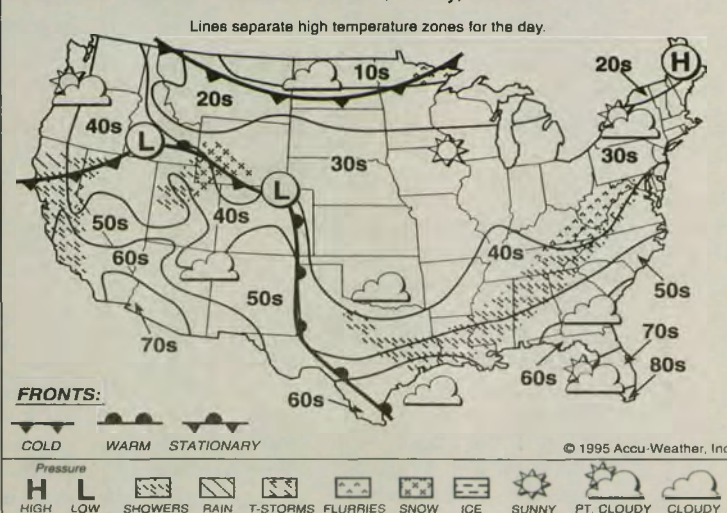 Lines separate high temperature zones for the day.
10s
20s
H
20s
40s
L
30s
30s
L
50s
40s
60s
40s
50s
50s
70s
70s
60s
80s
60s
FRONTS:
COLD WARM STATIONARY
© 1995 Accu-Weather, Inc
Pressure
H L
HIGH LOW SHOWERS RAIN T-STORMS FLURRIES SNOW ICE SUNNY PT. CLOUDY CLOUDY